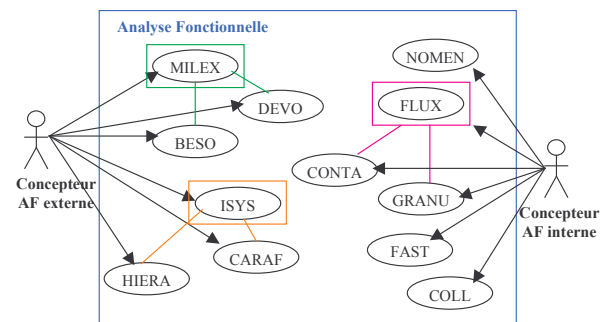 Analyse Fonctionnelle
MILEX
NOMEN
DEVO
FLUX
BESO
Concepteur
AF externe
CONTA
ISYS
GRANU
Concepteur
AF interne
CARAF
FAST
HIERA
COLL